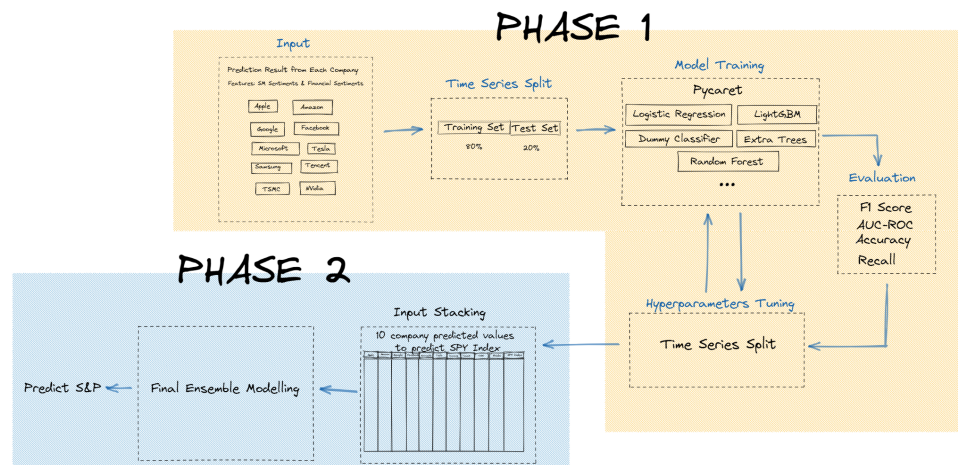 PHASE 1
Input
Prediction Result from Each Company
Features: SM Sentiments & Financial Sentiments
Apple
Amazon
Google
Facebook
Microsoft
Tesla
Samsung
Tencent
TSMC
NVidia
Time Series Split
Training Set
Test Set
80%
20%
Model Training
Pycaret
Logistic Regression
LightGBM
Dummy Classifier
Extra Trees
Random Forest
...
Evaluation
F1 Score
AUC-ROC
Accuracy
Recall
Hyperparameters Tuning
Time Series Split
PHASE 2
Input Stacking
10 company predicted values
to predict SPY Index
Final Ensemble Modelling
Predict S&P